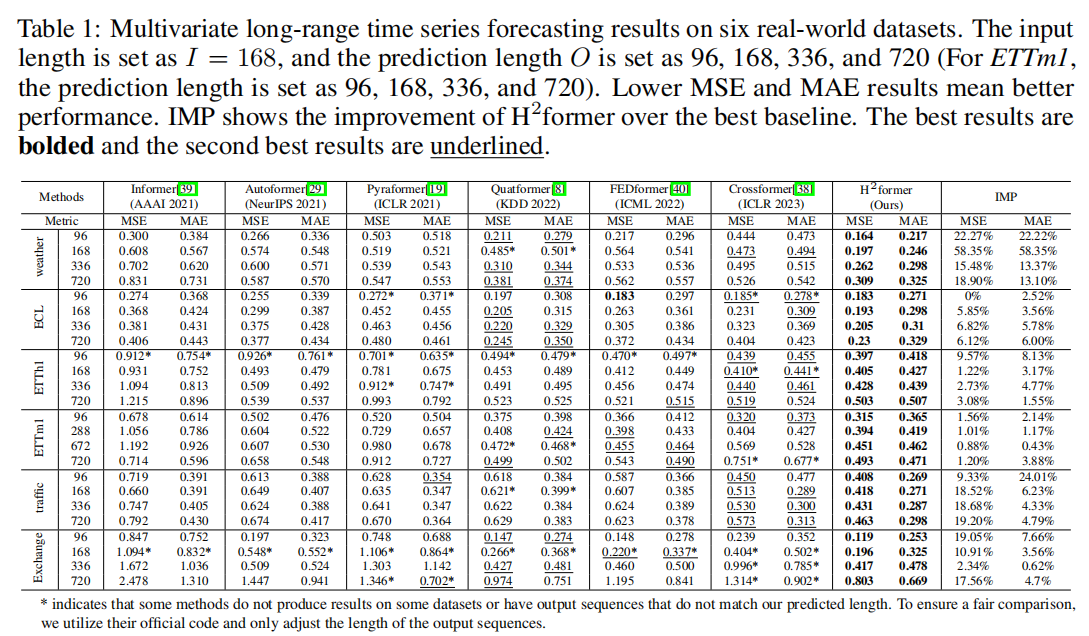 Table 1: Multivariate long-range time series forecasting results on six real-world datasets. The input
length is set as I = 168, and the prediction length O is set as 96, 168, 336, and 720 (For ETTm1,
the prediction length is set as 96, 168, 336, and 720). Lower MSE and MAE results mean better
performance. IMP shows the improvement of H²former over the best baseline. The best results are
bolded and the second best results are underlined.
Methods Informer[39] Autoformer[29] Pyraformer[19] Quatformer[8] FEDformer[40] Crossformer[38] H²former IMP
(AAAI 2021) (NeurIPS 2021) (ICLR 2021) (KDD 2022) (ICML 2022) (ICLR 2023) (Ours)
Metric MSE MAE MSE MAE MSE MAE MSE MAE MSE MAE MSE MAE MSE MAE MSE MAE
weather
96 0.300 0.384 0.266 0.336 0.503 0.518 0.211 0.279 0.217 0.296 0.444 0.473 0.164 0.217 22.27% 22.22%
168 0.608 0.567 0.574 0.548 0.519 0.521 0.485* 0.501* 0.564 0.541 0.473 0.494 0.197 0.246 58.35% 58.35%
336 0.702 0.620 0.600 0.571 0.539 0.543 0.310 0.344 0.533 0.536 0.495 0.515 0.262 0.298 15.48% 13.37%
720 0.831 0.731 0.587 0.570 0.547 0.553 0.381 0.374 0.562 0.557 0.526 0.542 0.309 0.325 18.90% 13.10%
ECL
96 0.274 0.368 0.255 0.339 0.272* 0.371* 0.197 0.308 0.183 0.297 0.185* 0.278* 0.183 0.271 0% 2.52%
168 0.368 0.424 0.299 0.387 0.452 0.455 0.205 0.315 0.263 0.361 0.231 0.309 0.193 0.298 5.85% 3.56%
336 0.381 0.431 0.375 0.428 0.463 0.456 0.220 0.329 0.305 0.386 0.323 0.369 0.205 0.31 6.82% 5.78%
720 0.406 0.443 0.377 0.434 0.480 0.461 0.245 0.350 0.372 0.434 0.404 0.423 0.23 0.329 6.12% 6.00%
ETTh1
96 0.912* 0.754* 0.926* 0.761* 0.701* 0.635* 0.494* 0.479* 0.470* 0.497* 0.439 0.455 0.397 0.418 9.57% 8.13%
168 0.931 0.752 0.493 0.479 0.781 0.675 0.453 0.489 0.412 0.449 0.410* 0.441* 0.405 0.427 1.22% 3.17%
336 1.094 0.813 0.509 0.492 0.912* 0.747* 0.491 0.495 0.456 0.474 0.440 0.461 0.428 0.439 2.73% 4.77%
720 1.215 0.896 0.539 0.537 0.993 0.792 0.523 0.525 0.521 0.515 0.519 0.524 0.503 0.507 3.08% 1.55%
ETTm1
96 0.678 0.614 0.502 0.476 0.520 0.504 0.375 0.398 0.366 0.412 0.320 0.373 0.315 0.365 1.56% 2.14%
288 1.056 0.786 0.604 0.522 0.729 0.657 0.408 0.424 0.398 0.433 0.404 0.427 0.394 0.419 1.01% 1.17%
672 1.192 0.926 0.607 0.530 0.980 0.678 0.472* 0.468* 0.455 0.464 0.569 0.528 0.451 0.462 0.88% 0.43%
720 0.714 0.596 0.658 0.548 0.912 0.727 0.499 0.502 0.543 0.490 0.751* 0.677* 0.493 0.471 1.20% 3.88%
traffic
96 0.719 0.391 0.613 0.388 0.628 0.354 0.618 0.384 0.587 0.366 0.450 0.477 0.408 0.269 9.33% 24.01%
168 0.660 0.391 0.649 0.407 0.635 0.347 0.621* 0.399* 0.607 0.385 0.513 0.289 0.418 0.271 18.52% 6.23%
336 0.747 0.405 0.624 0.388 0.641 0.347 0.622 0.384 0.624 0.389 0.530 0.300 0.431 0.287 18.68% 4.33%
720 0.792 0.430 0.674 0.417 0.670 0.364 0.629 0.383 0.623 0.378 0.573 0.313 0.463 0.298 19.20% 4.79%
Exchange
96 0.847 0.752 0.197 0.323 0.748 0.688 0.147 0.274 0.148 0.278 0.239 0.352 0.119 0.253 19.05% 7.66%
168 1.094* 0.832* 0.548* 0.552* 1.106* 0.864* 0.266* 0.368* 0.220* 0.337* 0.404* 0.502* 0.196 0.325 10.91% 3.56%
336 1.672 1.036 0.509 0.524 1.303 1.142 0.427 0.481 0.460 0.500 0.996* 0.785* 0.417 0.478 2.34% 0.62%
720 2.478 1.310 1.447 0.941 1.346* 0.702* 0.974 0.751 1.195 0.841 1.314* 0.902* 0.803 0.669 17.56% 4.7%
* indicates that some methods do not produce results on some datasets or have output sequences that do not match our predicted length. To ensure a fair comparison,
we utilize their official code and only adjust the length of the output sequences.